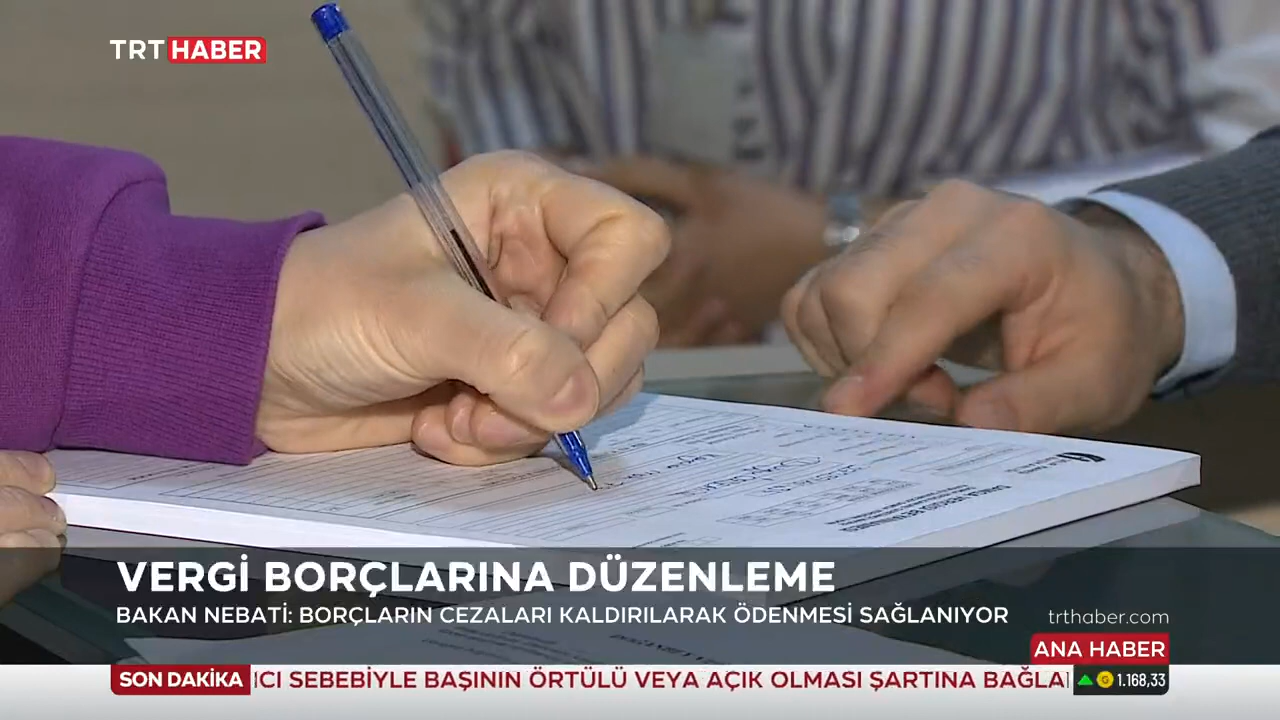 TRT HABER
VERGİ BORÇLARINA DÜZENLEME
BAKAN NEBATİ: BORÇLARIN CEZALARI KALDIRILARAK ÖDENMESİ SAĞLANIYOR
trthaber.com
ANA HABER
SON DAKİKA
ICI SEBEBİYLE BAŞININ ÖRTÜLÜ VEYA AÇIK OLMASI ŞARTINA BAĞLA
G 1.168,33